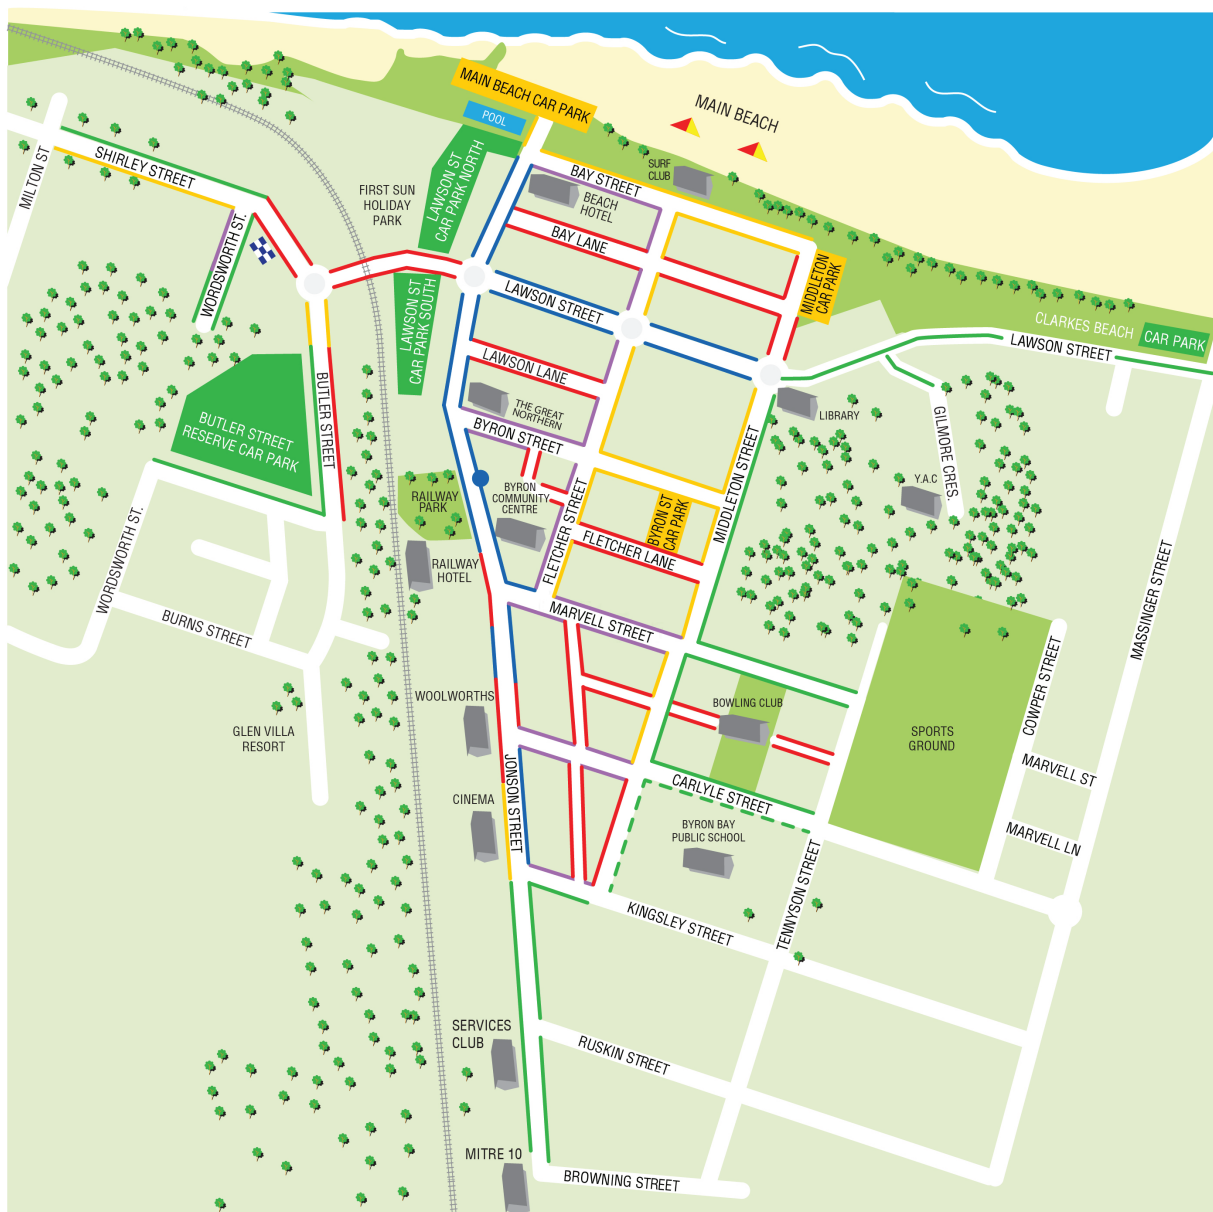 MAIN BEACH CAR PARK
POOL
MAIN BEACH
MILTON ST
SHIRLEY STREET
FIRST SUN
HOLIDAY
PARK
LAWSON ST
CAR PARK NORTH
BAY STREET
SURF
CLUB
BEACH
HOTEL
WORDSWORTH ST.
BAY LANE
MIDDLETON
CAR PARK
LAWSON STREET
LAWSON ST
CAR PARK SOUTH
CLARKES BEACH
CAR PARK
LAWSON STREET
LAWSON LANE
BUTLER STREET
THE GREAT
NORTHERN
LIBRARY
GILMORE CRES.
BUTLER STREET
RESERVE CAR PARK
BYRON STREET
MIDDLETON STREET
Y.A.C
RAILWAY
PARK
BYRON
COMMUNITY
CENTRE
FLETCHER STREET
BYRON ST
CAR PARK
FLETCHER LANE
WORDSWORTH ST.
RAILWAY
HOTEL
MASSINGER STREET
BURNS STREET
MARVELL STREET
COWPER STREET
WOOLWORTHS
BOWLING CLUB
GLEN VILLA
RESORT
SPORTS
GROUND
MARVELL ST
JONSON STREET
CARLYLE STREET
CINEMA
BYRON BAY
PUBLIC SCHOOL
MARVELL LN
TENNYSON STREET
KINGSLEY STREET
SERVICES
CLUB
RUSKIN STREET
MITRE 10
BROWNING STREET